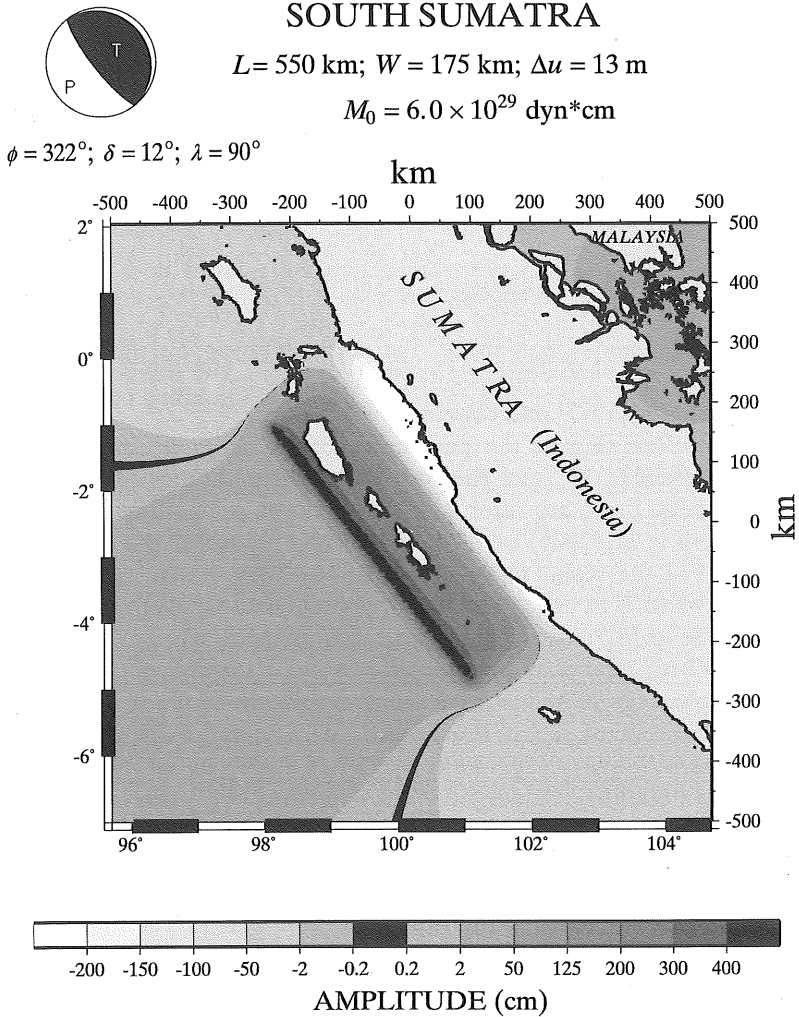 SOUTH SUMATRA
L= 550 km; W = 175 km; Δu = 13 m
M₀ = 6.0 × 10²⁹ dyn*cm
T
P
ϕ = 322°; δ = 12°; λ = 90°
km
-500 -400 -300 -200 -100 0 100 200 300 400 500
2°
0°
-2°
-4°
-6°
MALAYSIA
SUMATRA (Indonesia)
500
400
300
200
100
0
-100
-200
-300
-400
-500
km
96° 98° 100° 102° 104°
-200 -150 -100 -50 -2 -0.2 0.2 2 50 125 200 300 400
AMPLITUDE (cm)